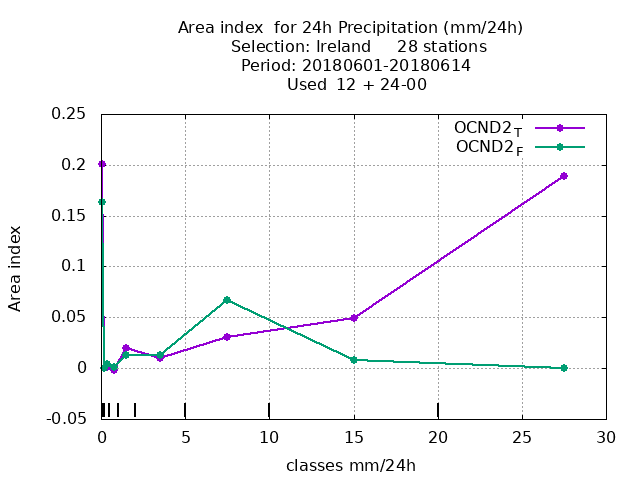 Area index  for 24h Precipitation (mm/24h)
Selection: Ireland     28 stations
Period: 20180601-20180614
Used  12 + 24-00
OCND2T
OCND2F
0.25
0.2
0.15
0.1
0.05
0
-0.05
Area index
0 5 10 15 20 25 30
classes mm/24h